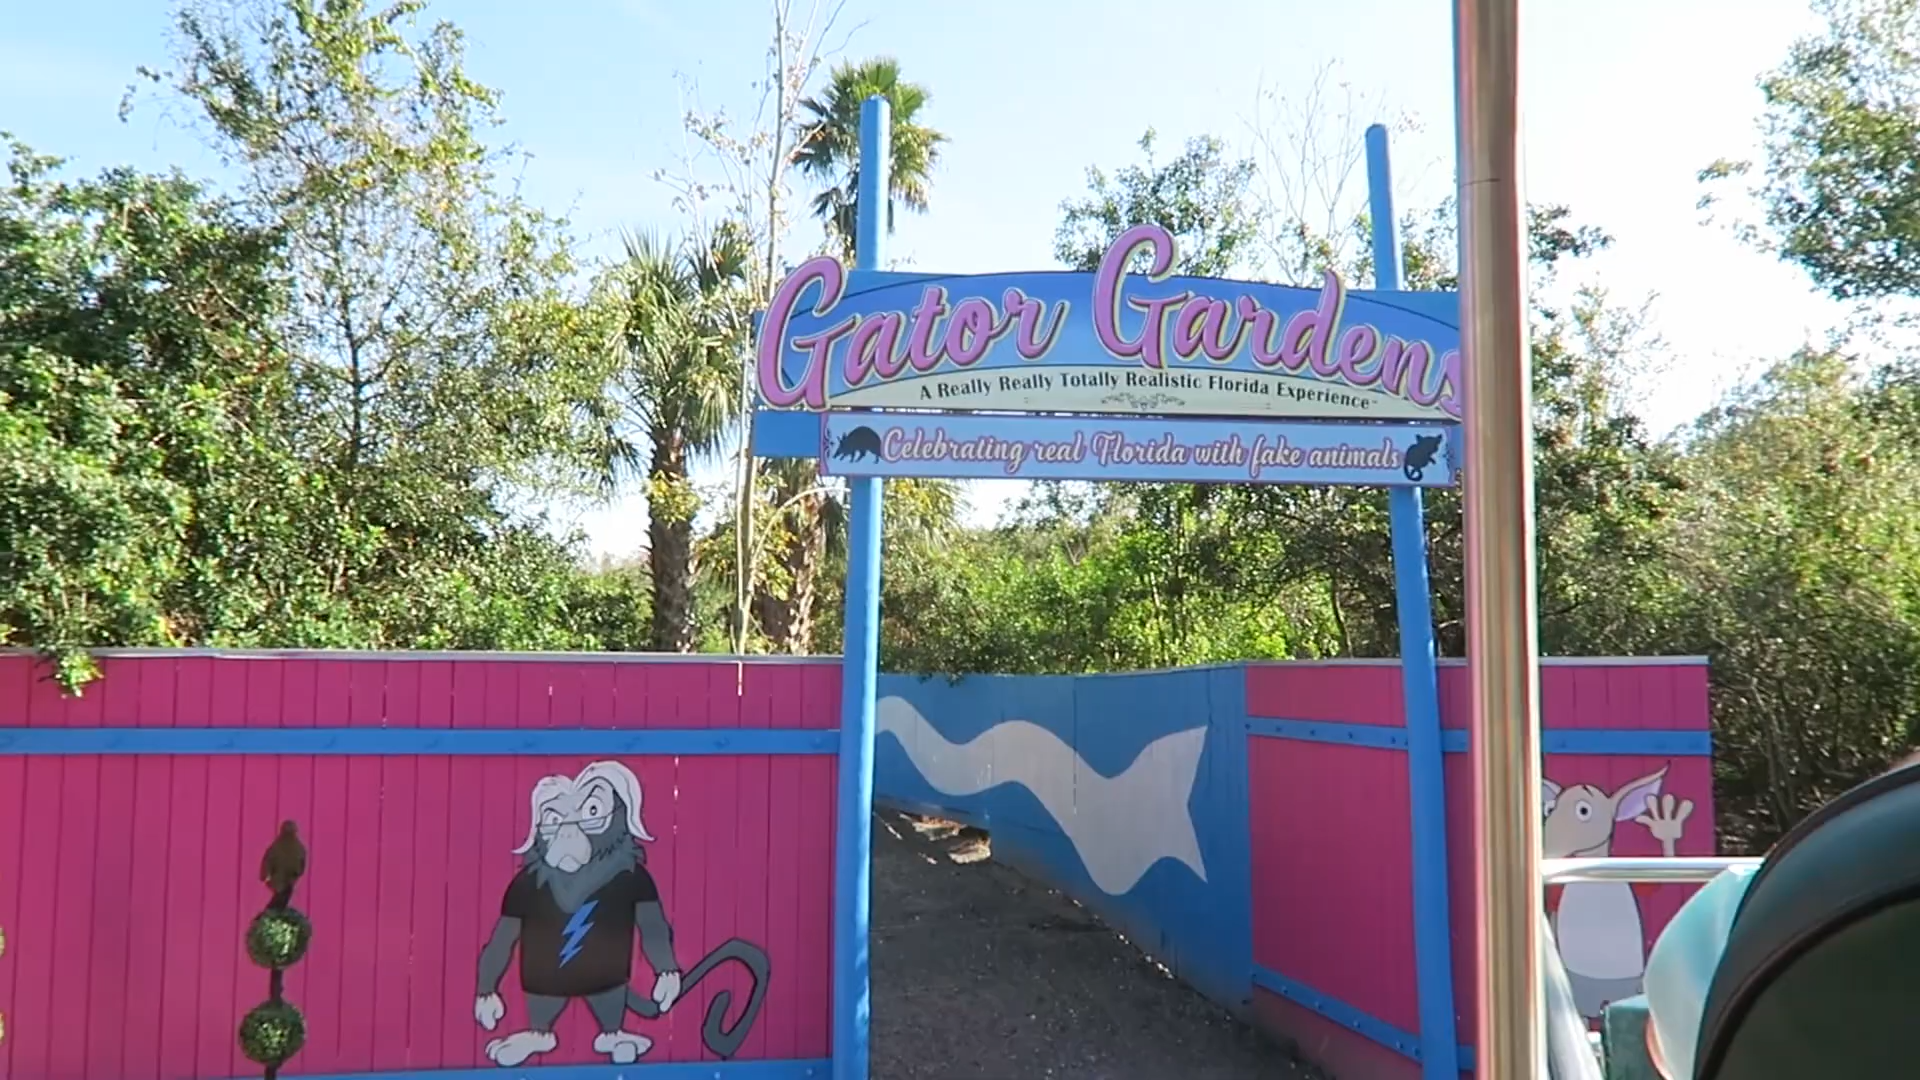 Gator Gardens
A Really Really Totally Realistic Florida Experience
Celebrating real Florida with fake animals